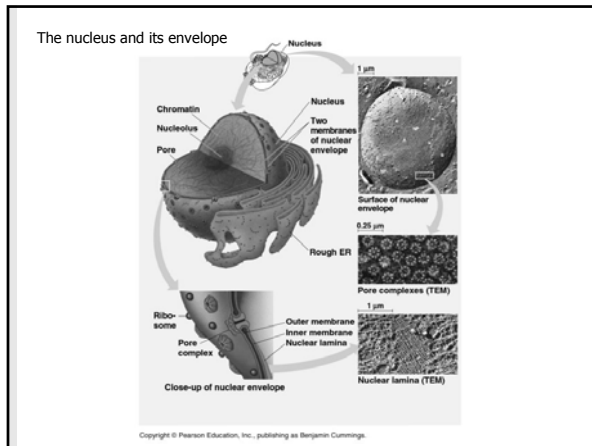 The nucleus and its envelope
Nucleus
1 µm
Chromatin
Nucleolus
Pore
Nucleus
Two
membranes
of nuclear
envelope
Surface of nuclear
envelope
Rough ER
0.25 µm
Pore complexes (TEM)
Ribo-
some
Pore
complex
Outer membrane
Inner membrane
Nuclear lamina
Close-up of nuclear envelope
1 µm
Nuclear lamina (TEM)
Copyright © Pearson Education, Inc., publishing as Benjamin Cummings.